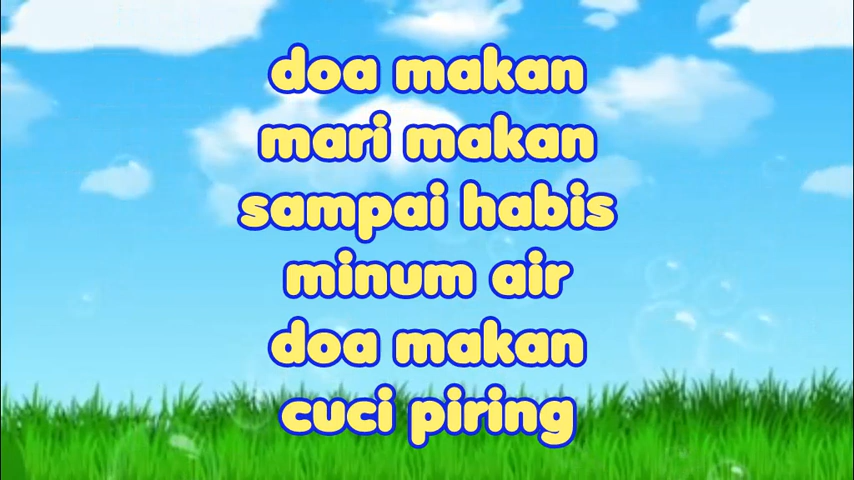 doa makan
mari makan
sampai habis
minum air
doa makan
cuci piring